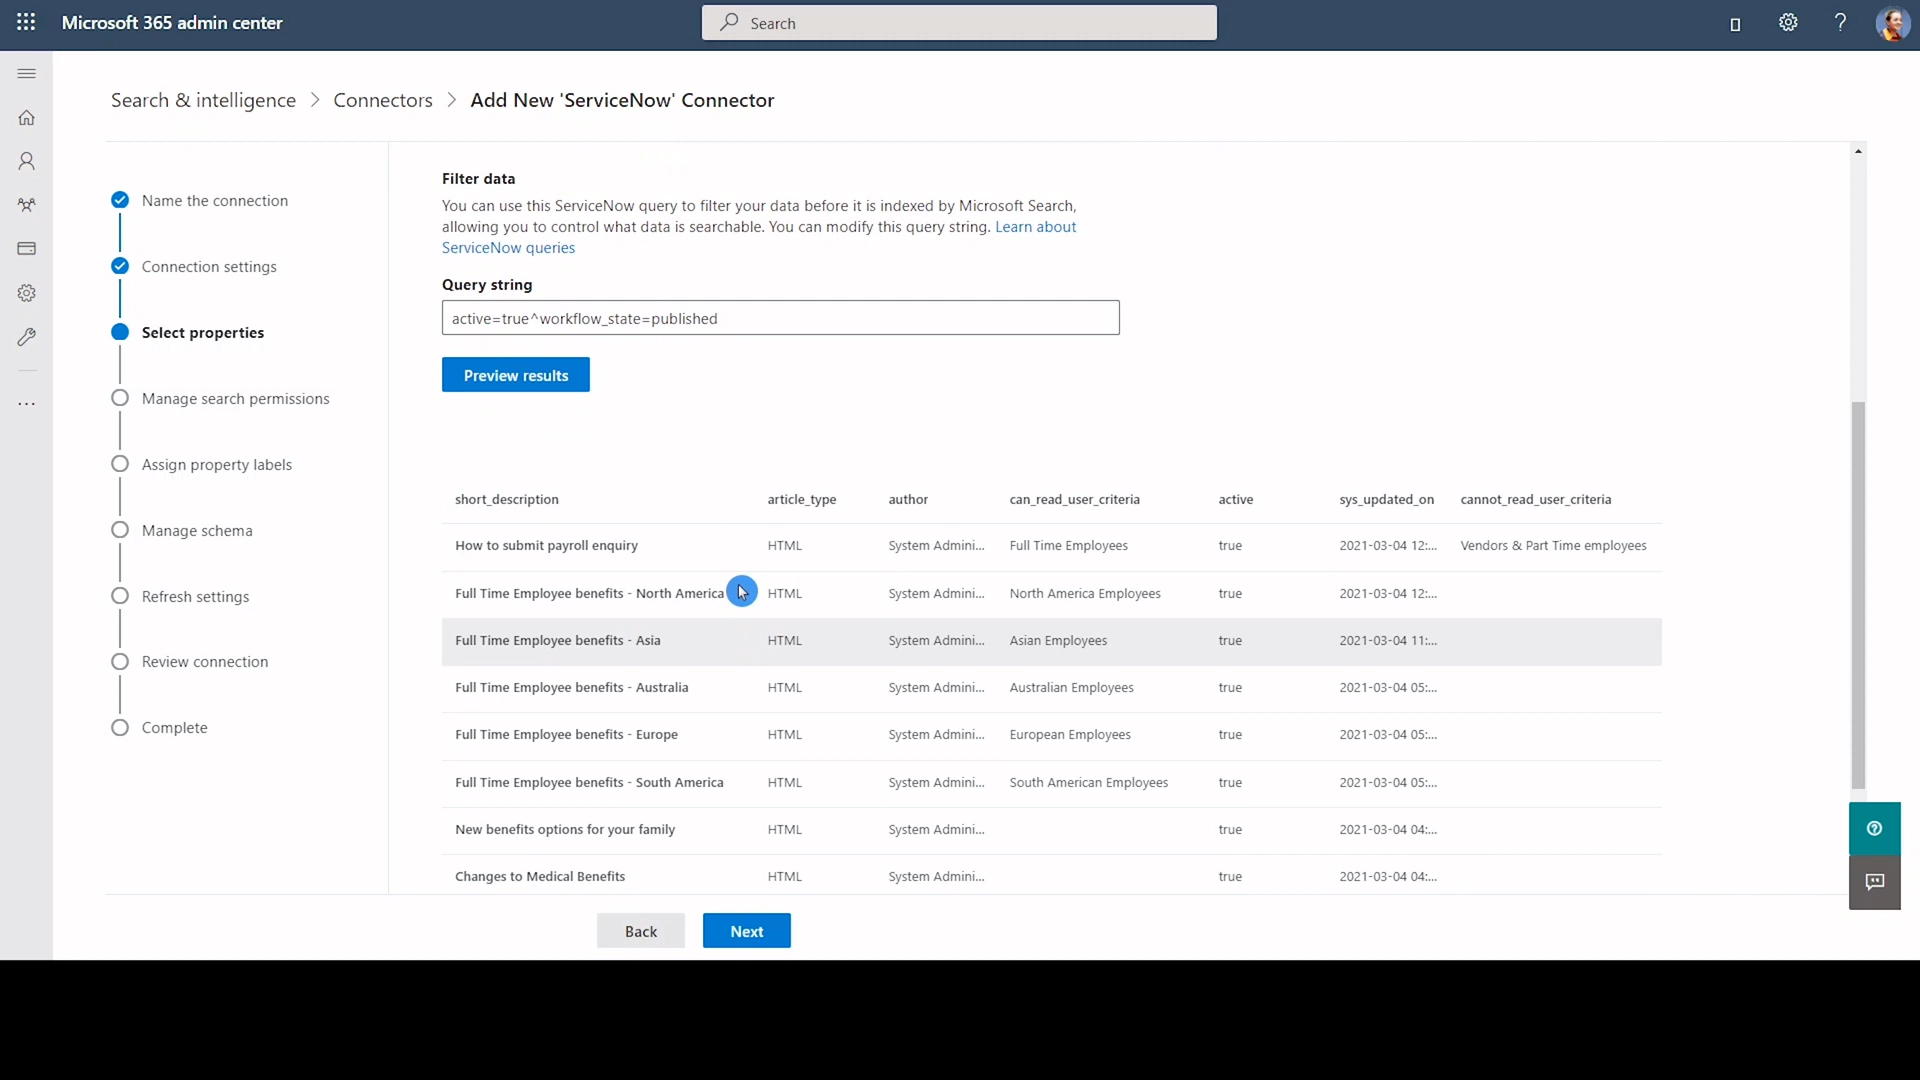 Microsoft 365 admin center
Search
Search & intelligence > Connectors > Add New 'ServiceNow' Connector
Name the connection
Connection settings
Select properties
Manage search permissions
Assign property labels
Manage schema
Refresh settings
Review connection
Complete
Filter data
You can use this ServiceNow query to filter your data before it is indexed by Microsoft Search,
allowing you to control what data is searchable. You can modify this query string. Learn about
ServiceNow queries
Query string
active=true^workflow_state=published
Preview results
short_description article_type author can_read_user_criteria active sys_updated_on cannot_read_user_criteria
How to submit payroll enquiry HTML System Admini... Full Time Employees true 2021-03-04 12:... Vendors & Part Time employees
Full Time Employee benefits - North America HTML System Admini... North America Employees true 2021-03-04 12:...
Full Time Employee benefits - Asia HTML System Admini... Asian Employees true 2021-03-04 11:...
Full Time Employee benefits - Australia HTML System Admini... Australian Employees true 2021-03-04 05:...
Full Time Employee benefits - Europe HTML System Admini... European Employees true 2021-03-04 05:...
Full Time Employee benefits - South America HTML System Admini... South American Employees true 2021-03-04 05:...
New benefits options for your family HTML System Admini... true 2021-03-04 04:...
Changes to Medical Benefits HTML System Admini... true 2021-03-04 04:...
Back Next